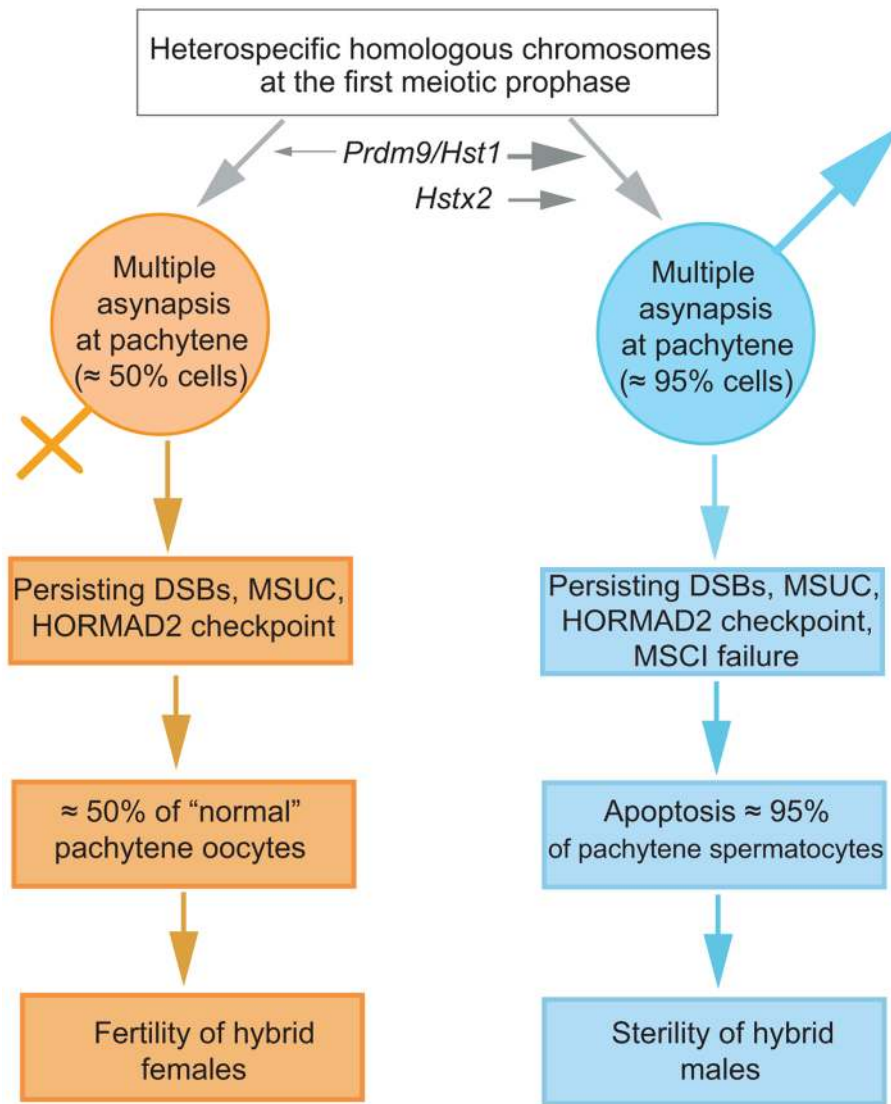 Heterospecific homologous chromosomes
at the first meiotic prophase
Prdm9/Hst1
Hstx2
Multiple
asynapsis
at pachytene
(≈ 50% cells)
Multiple
asynapsis
at pachytene
(≈ 95% cells)
Persisting DSBs, MSUC,
HORMAD2 checkpoint
Persisting DSBs, MSUC,
HORMAD2 checkpoint,
MSCI failure
≈ 50% of “normal”
pachytene oocytes
Apoptosis ≈ 95%
of pachytene spermatocytes
Fertility of hybrid
females
Sterility of hybrid
males